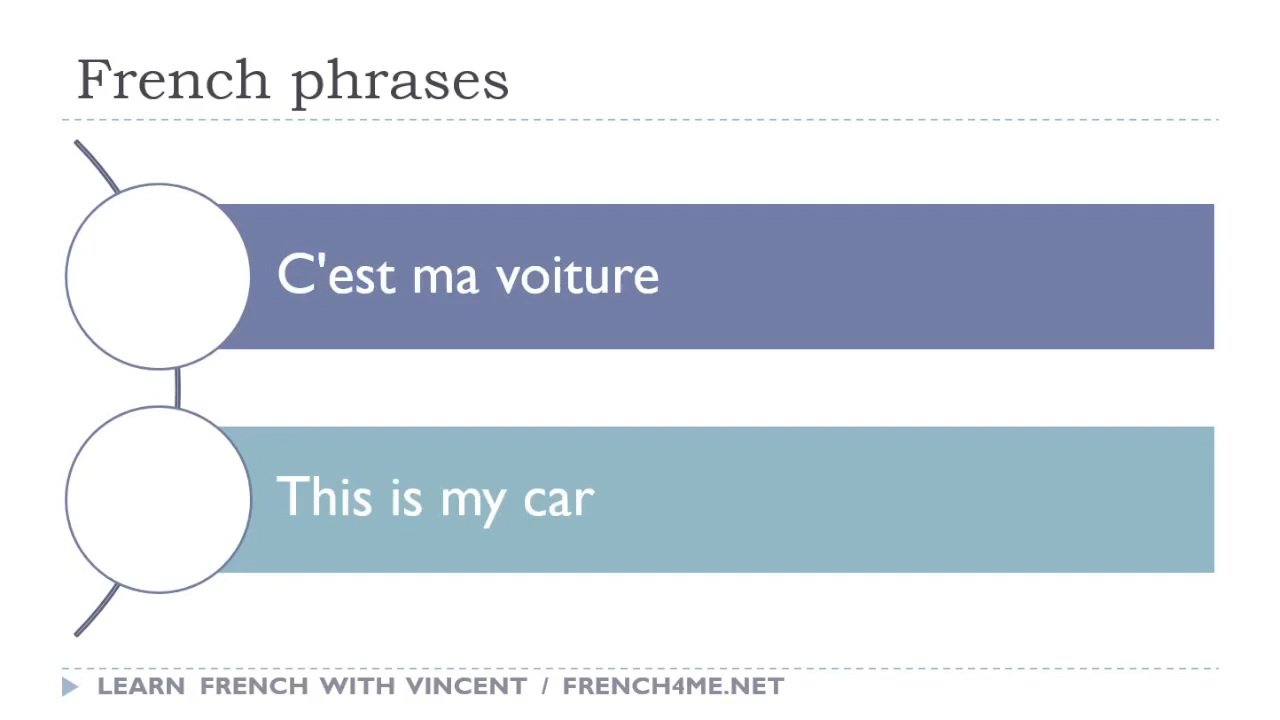 French phrases
C'est ma voiture
This is my car
LEARN FRENCH WITH VINCENT / FRENCH4ME.NET